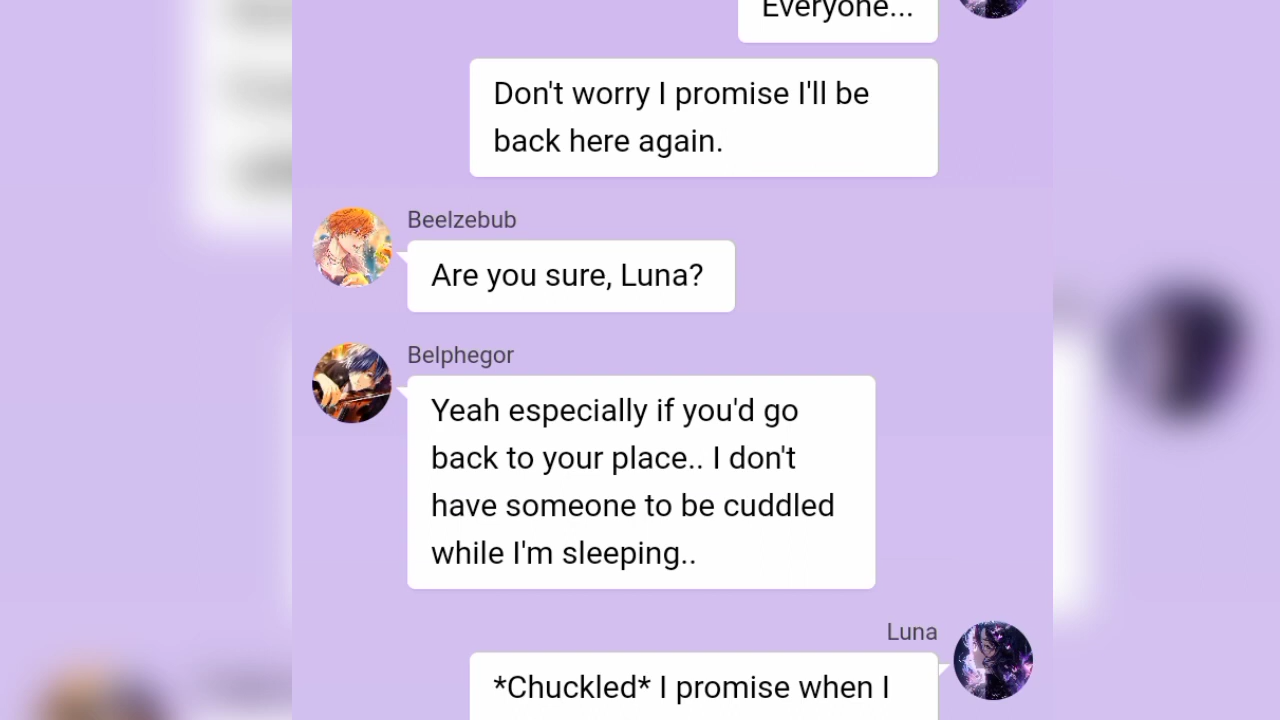 Everyone...
Don't worry I promise I'll be
back here again.
Beelzebub
Are you sure, Luna?
Belphegor
Yeah especially if you'd go
back to your place.. I don't
have someone to be cuddled
while I'm sleeping..
Luna
*Chuckled* I promise when I